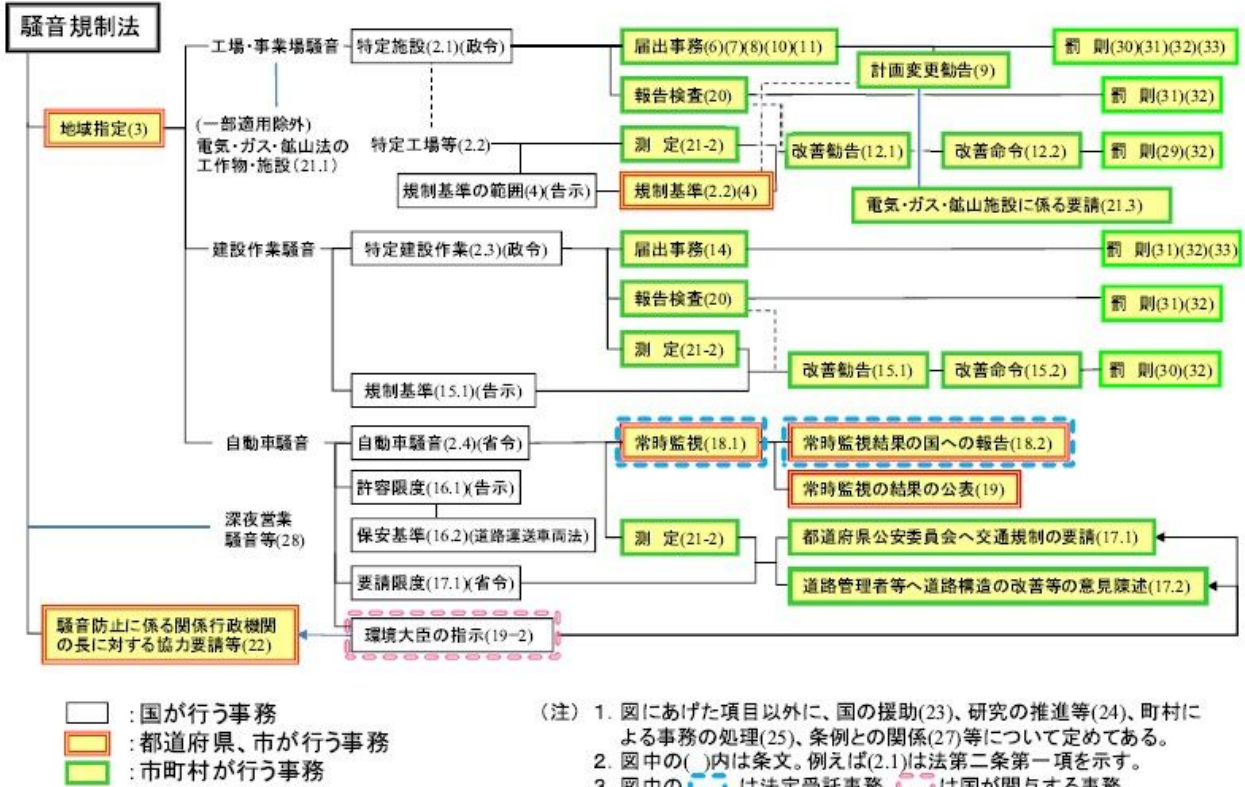 騒音規制法
工場・事業場騒音
特定施設(2.1)(政令)
届出事務(6)(7)(8)(10)(11)
罰 則(30)(31)(32)(33)
計画変更勧告(9)
報告検査(20)
罰 則(31)(32)
地域指定(3)
(一部適用除外)
電気・ガス・鉱山法の
工作物・施設(21.1)
特定工場等(2.2)
測 定(21-2)
改善勧告(12.1)
改善命令(12.2)
罰 則(29)(32)
規制基準の範囲(4)(告示)
規制基準(2.2)(4)
電気・ガス・鉱山施設に係る要請(21.3)
建設作業騒音
特定建設作業(2.3)(政令)
届出事務(14)
罰 則(31)(32)(33)
報告検査(20)
罰 則(31)(32)
測 定(21-2)
改善勧告(15.1)
改善命令(15.2)
罰 則(30)(32)
規制基準(15.1)(告示)
自動車騒音
自動車騒音(2.4)(省令)
常時監視(18.1)
常時監視結果の国への報告(18.2)
許容限度(16.1)(告示)
常時監視の結果の公表(19)
深夜営業
騒音等(28)
保安基準(16.2)(道路運送車両法)
測 定(21-2)
都道府県公安委員会へ交通規制の要請(17.1)
要請限度(17.1)(省令)
道路管理者等へ道路構造の改善等の意見陳述(17.2)
騒音防止に係る関係行政機関
の長に対する協力要請等(22)
環境大臣の指示(19-2)
：国が行う事務
：都道府県、市が行う事務
：市町村が行う事務
(注) 1. 図にあげた項目以外に、国の援助(23)、研究の推進等(24)、町村に
よる事務の処理(25)、条例との関係(27)等について定めてある。
2. 図中の( )内は条文。例えば(2.1)は法第二条第一項を示す。
3. 図中の は法定受託事務 は国が関与する事務